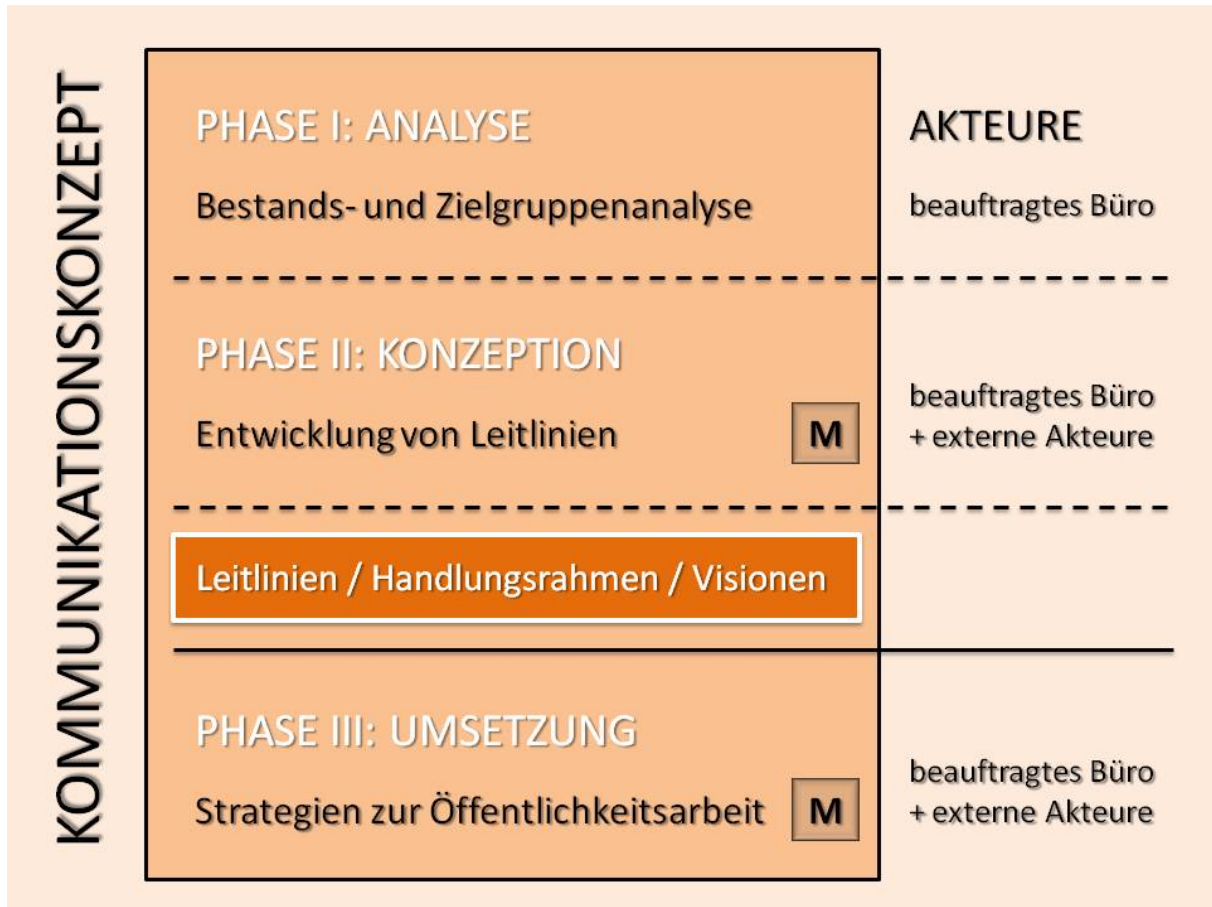 KOMMUNIKATIONSKONZEPT
PHASE I: ANALYSE
Bestands- und Zielgruppenanalyse
AKTEURE
beauftragtes Büro
PHASE II: KONZEPTION
Entwicklung von Leitlinien
M
beauftragtes Büro
+ externe Akteure
Leitlinien / Handlungsrahmen / Visionen
PHASE III: UMSETZUNG
Strategien zur Öffentlichkeitsarbeit
M
beauftragtes Büro
+ externe Akteure